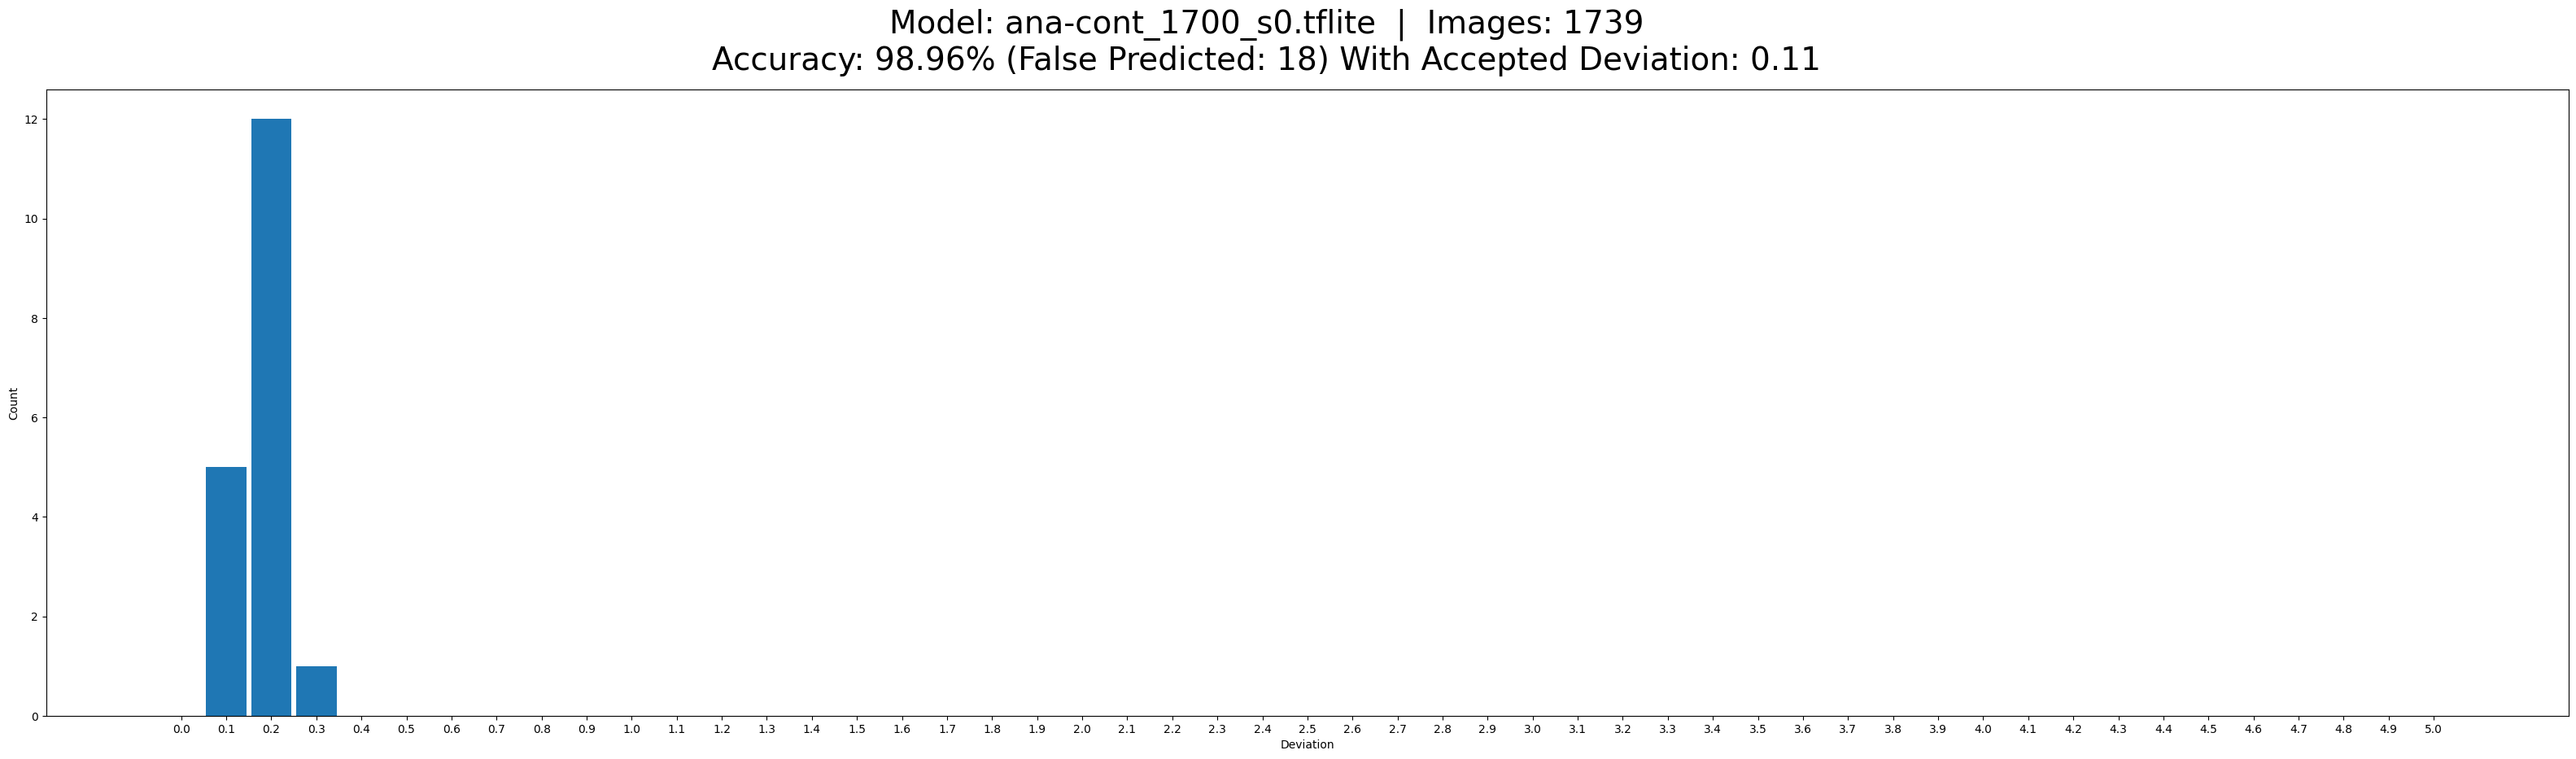 Model: ana-cont_1700_s0.tflite | Images: 1739
Accuracy: 98.96% (False Predicted: 18) With Accepted Deviation: 0.11
12
10
8
6
4
2
0
Count
0.0 0.1 0.2 0.3 0.4 0.5 0.6 0.7 0.8 0.9 1.0 1.1 1.2 1.3 1.4 1.5 1.6 1.7 1.8 1.9 2.0 2.1 2.2 2.3 2.4 2.5 2.6 2.7 2.8 2.9 3.0 3.1 3.2 3.3 3.4 3.5 3.6 3.7 3.8 3.9 4.0 4.1 4.2 4.3 4.4 4.5 4.6 4.7 4.8 4.9 5.0
Deviation